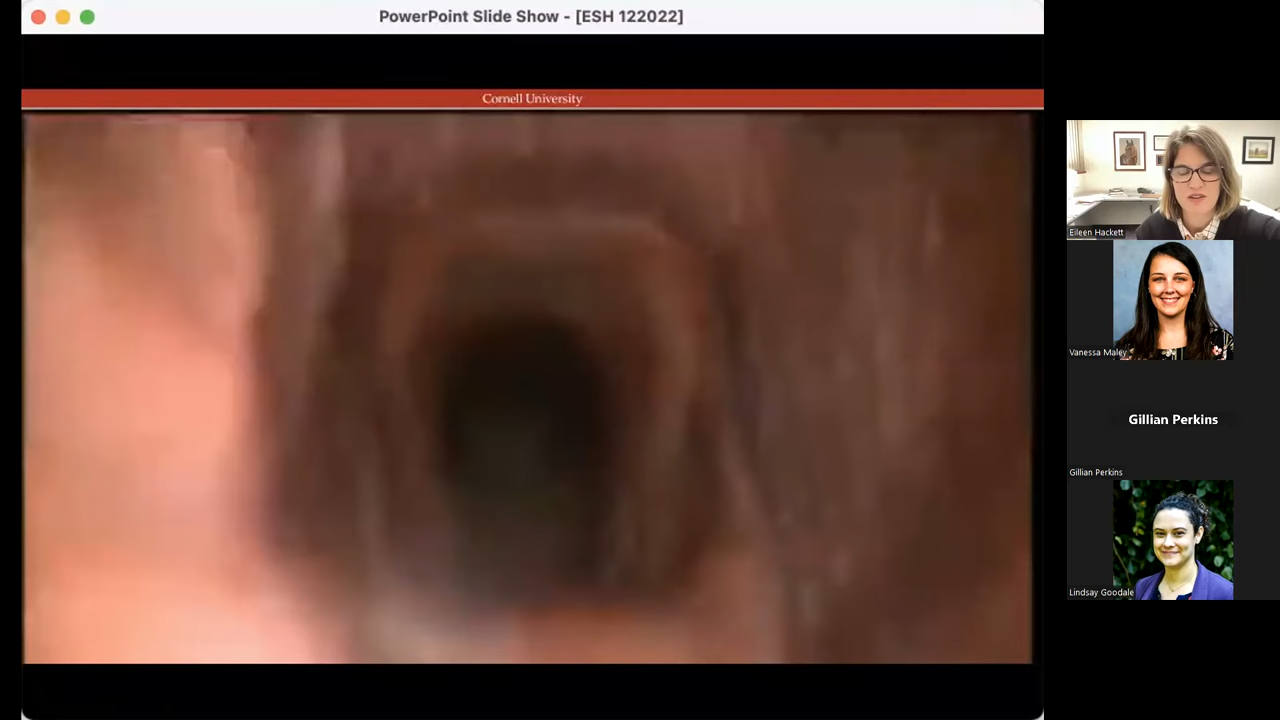 PowerPoint Slide Show - [ESH 122022]
Cornell University
Eileen Hackett
Vanessa Maley
Gillian Perkins
Gillian Perkins
Lindsay Goodale